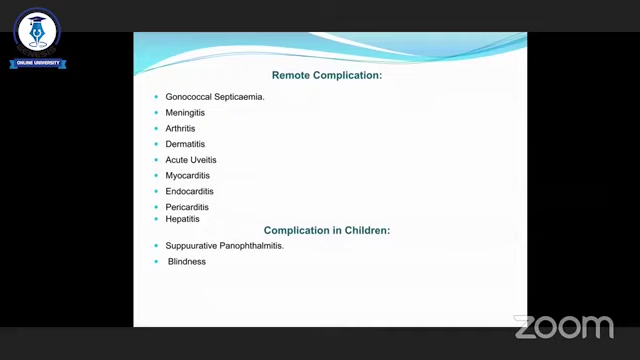 ONLINE UNIVERSITY
Remote Complication:
Gonococcal Septicaemia.
Meningitis
Arthritis
Dermatitis
Acute Uveitis
Myocarditis
Endocarditis
Pericarditis
Hepatitis
Complication in Children:
Suppuurative Panophthalmitis.
Blindness
zoom